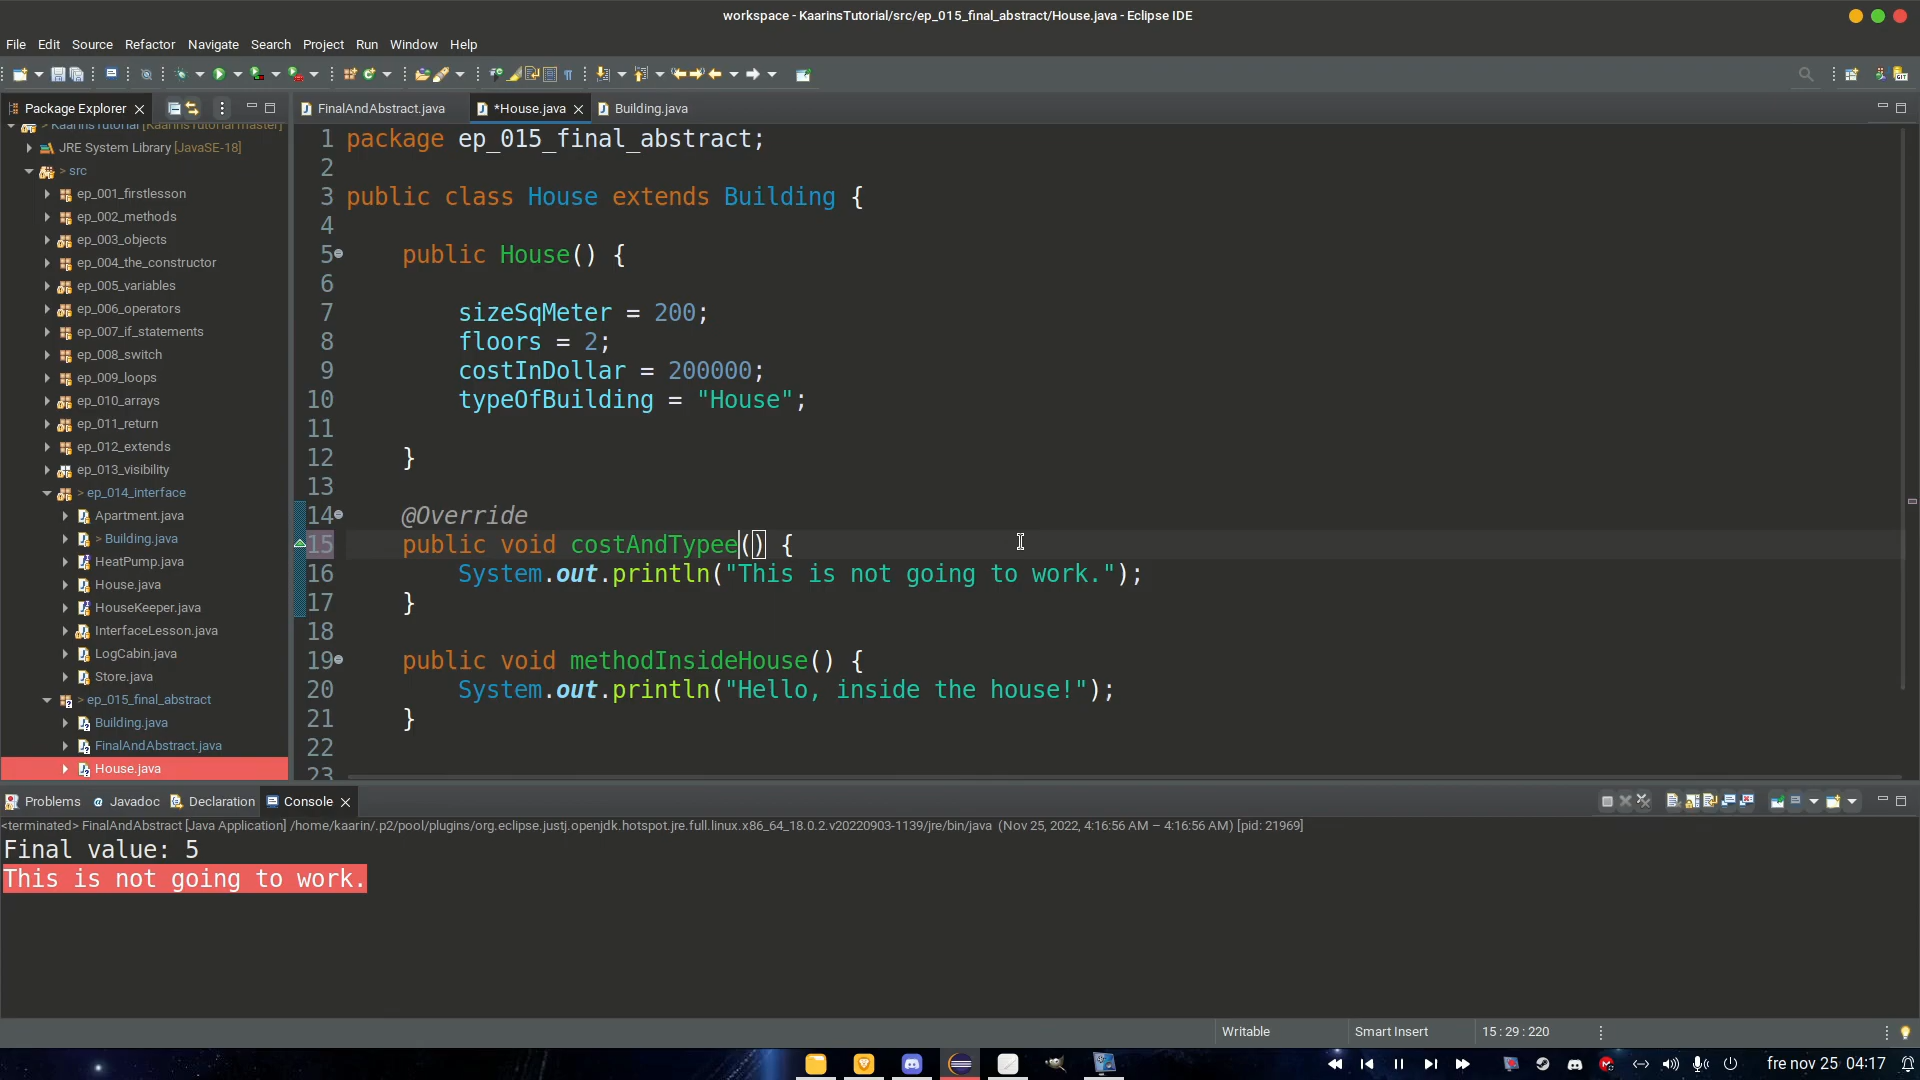 workspace - KaarinsTutorial/src/ep_015_final_abstract/House.java - Eclipse IDE
File Edit Source Refactor Navigate Search Project Run Window Help
Package Explorer
FinalAndAbstract.java
*House.java
Building.java
> KaarinsTutorial [KaarinsTutorial master]
JRE System Library [JavaSE-18]
> src
ep_001_firstlesson
ep_002_methods
ep_003_objects
ep_004_the_constructor
ep_005_variables
ep_006_operators
ep_007_if_statements
ep_008_switch
ep_009_loops
ep_010_arrays
ep_011_return
ep_012_extends
ep_013_visibility
> ep_014_interface
Apartment.java
> Building.java
HeatPump.java
House.java
HouseKeeper.java
InterfaceLesson.java
LogCabin.java
Store.java
> ep_015_final_abstract
Building.java
FinalAndAbstract.java
House.java
1 package ep_015_final_abstract;
2
3 public class House extends Building {
4
5 public House() {
6
7 sizeSqMeter = 200;
8 floors = 2;
9 costInDollar = 200000;
10 typeOfBuilding = "House";
11
12 }
13
14 @Override
15 public void costAndTypee() {
16 System.out.println("This is not going to work.");
17 }
18
19 public void methodInsideHouse() {
20 System.out.println("Hello, inside the house!");
21 }
22
23
Problems Javadoc Declaration Console
<terminated> FinalAndAbstract [Java Application] /home/kaarin/.p2/pool/plugins/org.eclipse.justj.openjdk.hotspot.jre.full.linux.x86_64_18.0.2.v20220903-1139/jre/bin/java (Nov 25, 2022, 4:16:56 AM – 4:16:56 AM) [pid: 21969]
Final value: 5
This is not going to work.
Writable Smart Insert 15 : 29 : 220
fre nov 25 04:17